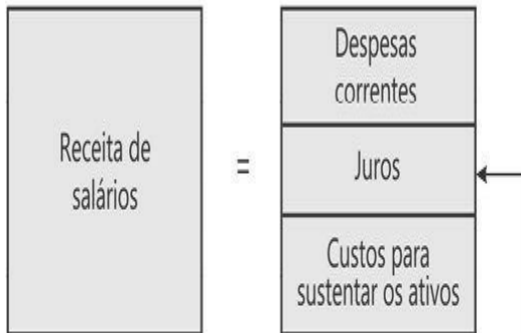 Receita de
salários
=
Despesas
correntes
Juros
Custos para
sustentar os ativos